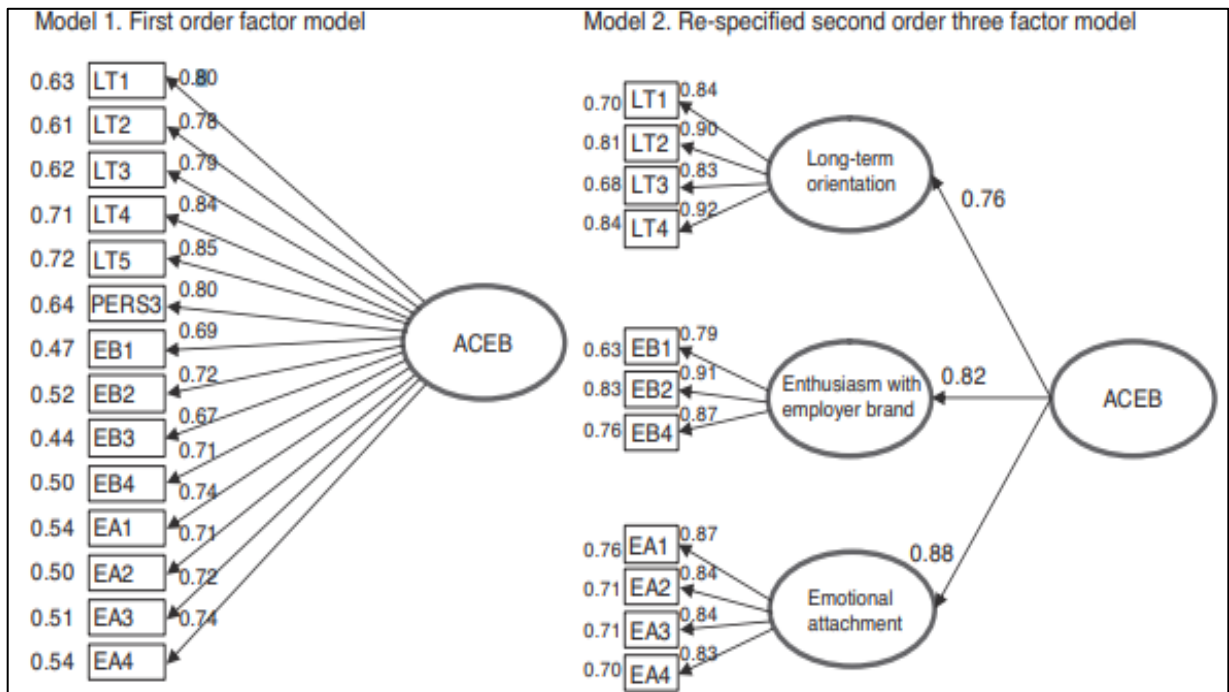 Model 1. First order factor model
0.63 LT1 0.80
0.61 LT2 0.78
0.62 LT3 0.79
0.71 LT4 0.84
0.72 LT5 0.85
0.64 PERS3 0.80
0.47 EB1 0.69
0.52 EB2 0.72
0.44 EB3 0.67
0.50 EB4 0.71
0.54 EA1 0.74
0.50 EA2 0.71
0.51 EA3 0.72
0.54 EA4 0.74
ACEB
Model 2. Re-specified second order three factor model
0.70 LT1 0.84
0.81 LT2 0.90
0.68 LT3 0.83
0.84 LT4 0.92
Long-term
orientation
0.76
0.63 EB1 0.79
0.83 EB2 0.91
0.76 EB4 0.87
Enthusiasm with
employer brand
0.82
ACEB
0.76 EA1 0.87
0.71 EA2 0.84
0.71 EA3 0.84
0.70 EA4 0.83
Emotional
attachment
0.88